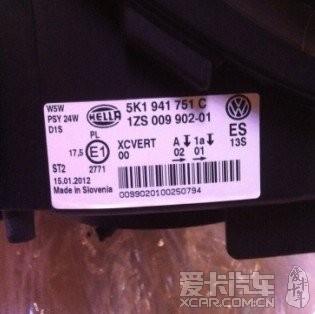 W5W
PSY 24W
D1S
HELLA
5K1 941 751 C
1ZS 009 902-01
PL
17,5 E1
2771
XCVERT
00
A 1a
02 01
ES
13S
ST2
15.01.2012
Made in Slovenia
00990201 00250794
爱卡汽车
XCAR.COM.CN